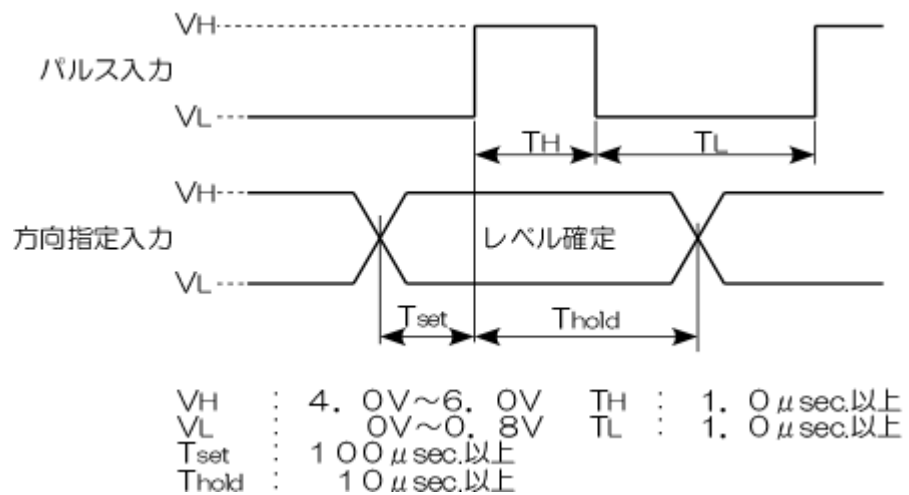 VH
パルス入力
VL
TH
TL
VH
方向指定入力
レベル確定
VL
Tset
Thold
VH : 4. 0V～6. 0V TH : 1. 0μsec.以上
VL : 0V～0. 8V TL : 1. 0μsec.以上
Tset : 100μsec.以上
Thold : 10μsec.以上